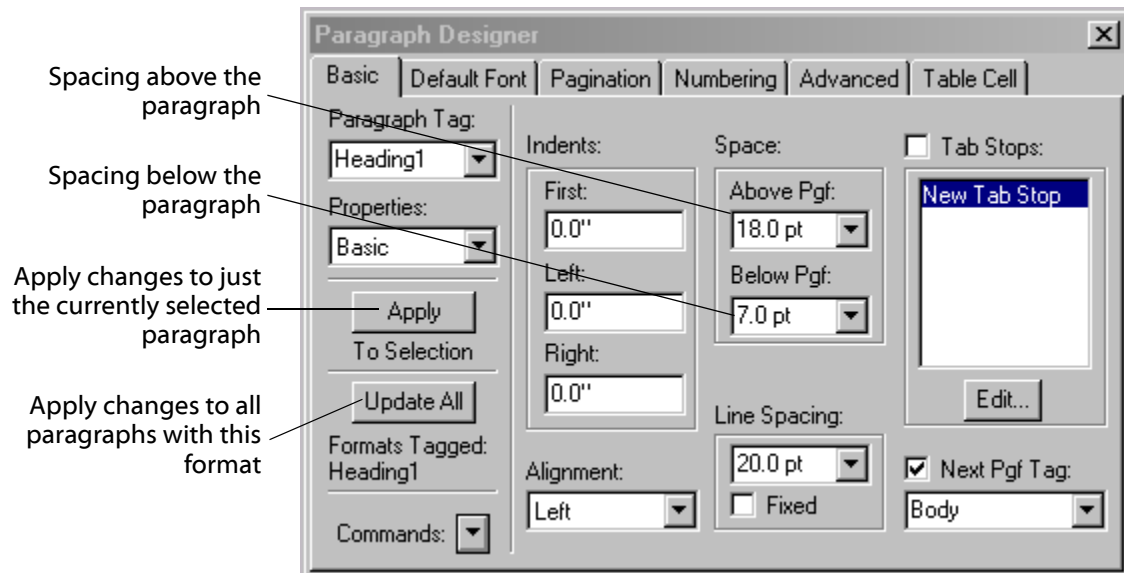 Paragraph Designer
Basic Default Font Pagination Numbering Advanced Table Cell
Spacing above the
paragraph
Spacing below the
paragraph
Apply changes to just
the currently selected
paragraph
Apply changes to all
paragraphs with this
format
Paragraph Tag:
Heading1
Properties:
Basic
Apply
To Selection
Update All
Formats Tagged:
Heading1
Commands:
Indents:
First:
0.0"
Left:
0.0"
Right:
0.0"
Alignment:
Left
Space:
Above Pgf:
18.0 pt
Below Pgf:
7.0 pt
Line Spacing:
20.0 pt
Fixed
Tab Stops:
New Tab Stop
Edit...
Next Pgf Tag:
Body